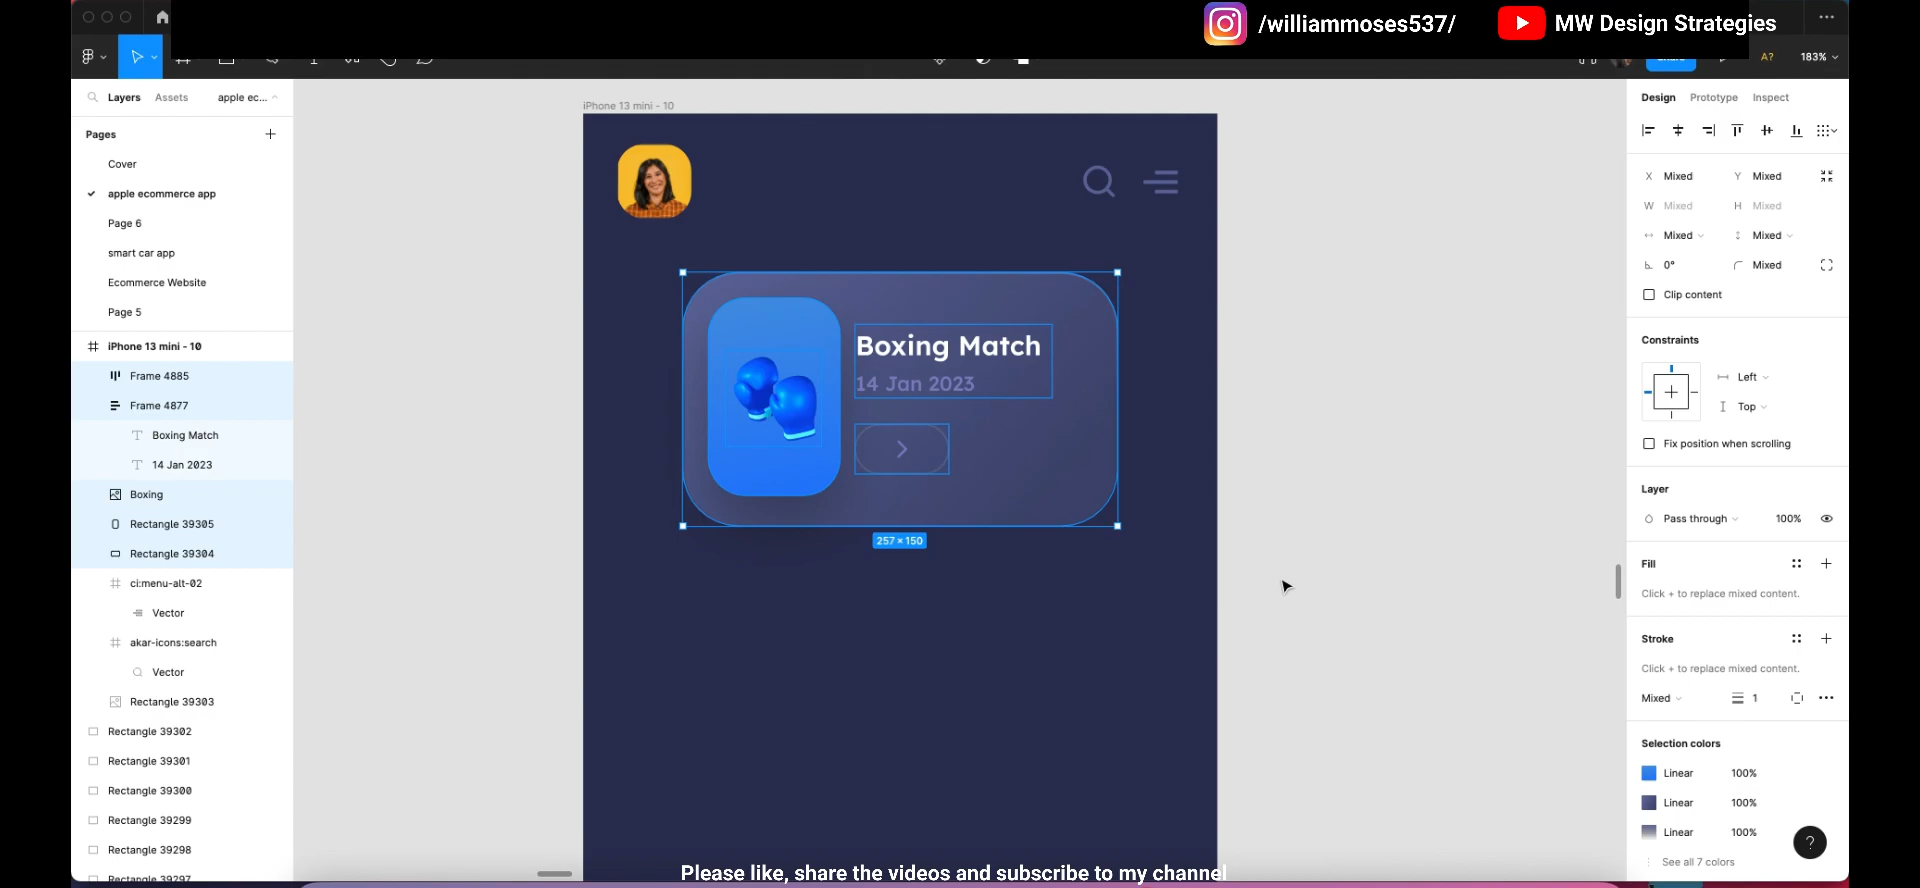 /williammoses537/
MW Design Strategies
A?
183%
Layers
Assets
apple ec...
Pages
Cover
apple ecommerce app
Page 6
smart car app
Ecommerce Website
Page 5
iPhone 13 mini - 10
Frame 4885
Frame 4877
Boxing Match
14 Jan 2023
Boxing
Rectangle 39305
Rectangle 39304
ci:menu-alt-02
Vector
akar-icons:search
Vector
Rectangle 39303
Rectangle 39302
Rectangle 39301
Rectangle 39300
Rectangle 39299
Rectangle 39298
Rectangle 39297
iPhone 13 mini - 10
Boxing Match
14 Jan 2023
257 × 150
Please like, share the videos and subscribe to my channel
Design
Prototype
Inspect
X Mixed
Y Mixed
W Mixed
H Mixed
Mixed
Mixed
0°
Mixed
Clip content
Constraints
Left
Top
Fix position when scrolling
Layer
Pass through
100%
Fill
Click + to replace mixed content.
Stroke
Click + to replace mixed content.
Mixed
1
Selection colors
Linear 100%
Linear 100%
Linear 100%
See all 7 colors
?